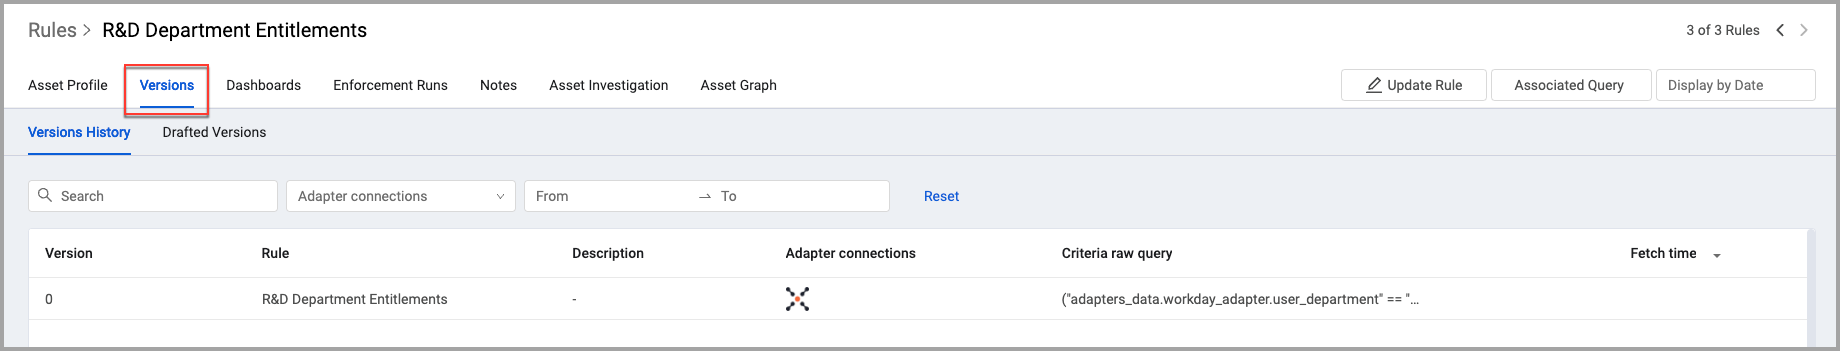 Rules > R&D Department Entitlements
3 of 3 Rules
Asset Profile Versions Dashboards Enforcement Runs Notes Asset Investigation Asset Graph
Update Rule Associated Query Display by Date
Versions History Drafted Versions
Search Adapter connections From To Reset
Version Rule Description Adapter connections Criteria raw query Fetch time
0 R&D Department Entitlements - ("adapters_data.workday_adapter.user_department" == "...